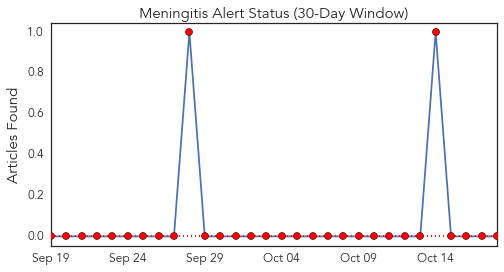 Meningitis Alert Status (30-Day Window)
Articles Found
1.0
0.8
0.6
0.4
0.2
0.0
Sep 19 Sep 24 Sep 29 Oct 04 Oct 09 Oct 14